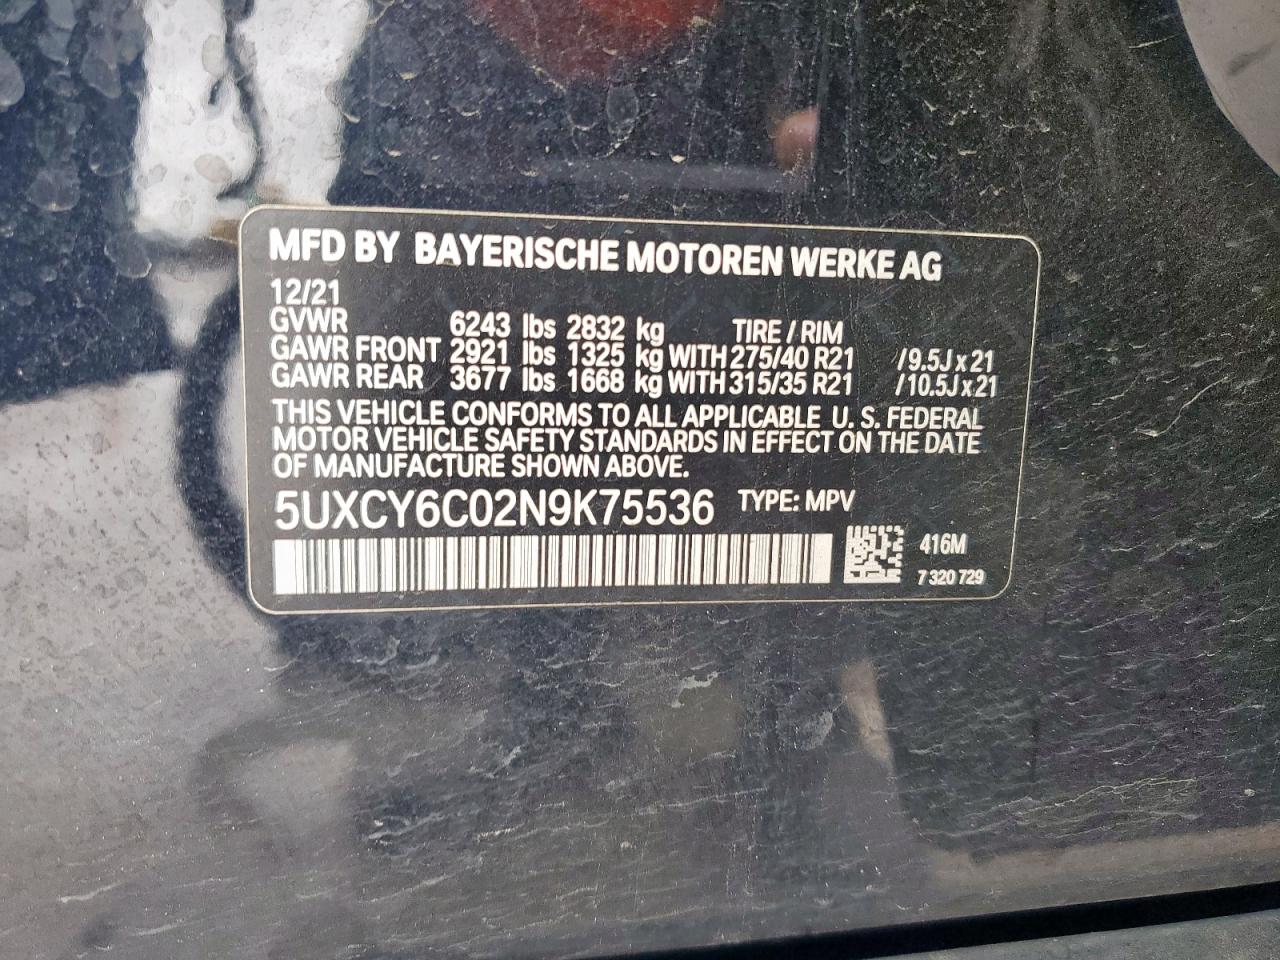 MFD BY BAYERISCHE MOTOREN WERKE AG
12/21
GVWR 6243 lbs 2832 kg TIRE / RIM
GAWR FRONT 2921 lbs 1325 kg WITH 275/40 R21 /9.5J x 21
GAWR REAR 3677 lbs 1668 kg WITH 315/35 R21 /10.5J x 21
THIS VEHICLE CONFORMS TO ALL APPLICABLE U. S. FEDERAL
MOTOR VEHICLE SAFETY STANDARDS IN EFFECT ON THE DATE
OF MANUFACTURE SHOWN ABOVE.
5UXCY6C02N9K75536 TYPE: MPV
416M
7 320 729